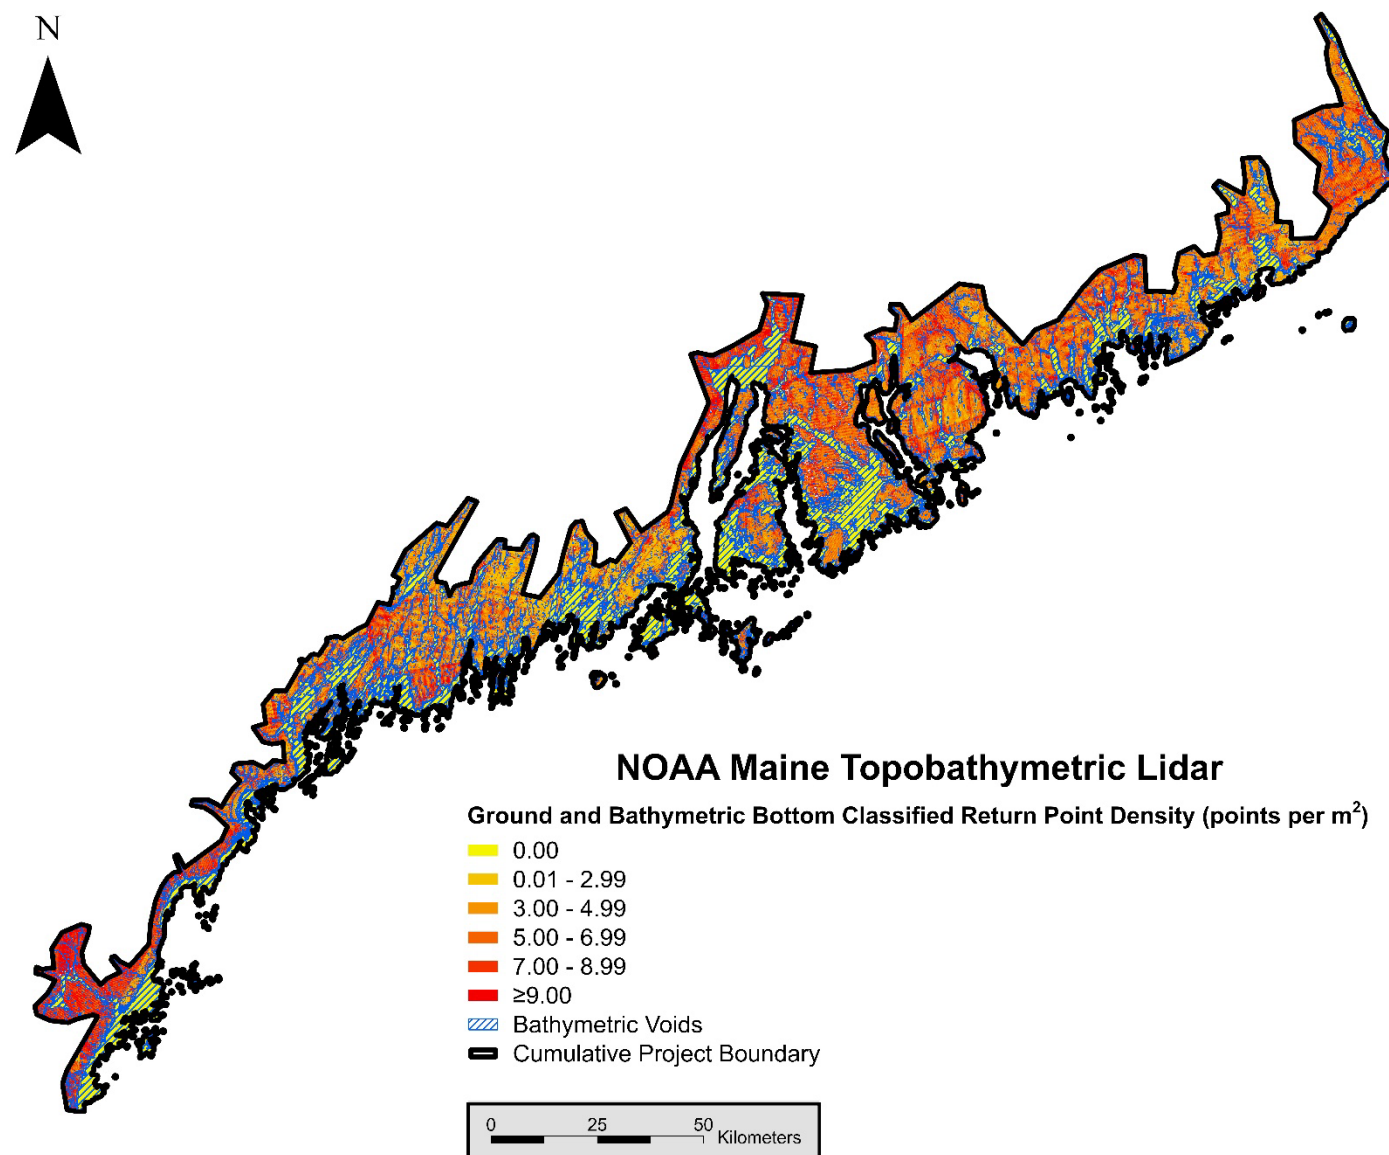 N
NOAA Maine Topobathymetric Lidar
Ground and Bathymetric Bottom Classified Return Point Density (points per m²)
0.00
0.01 - 2.99
3.00 - 4.99
5.00 - 6.99
7.00 - 8.99
≥9.00
Bathymetric Voids
Cumulative Project Boundary
0 25 50
Kilometers